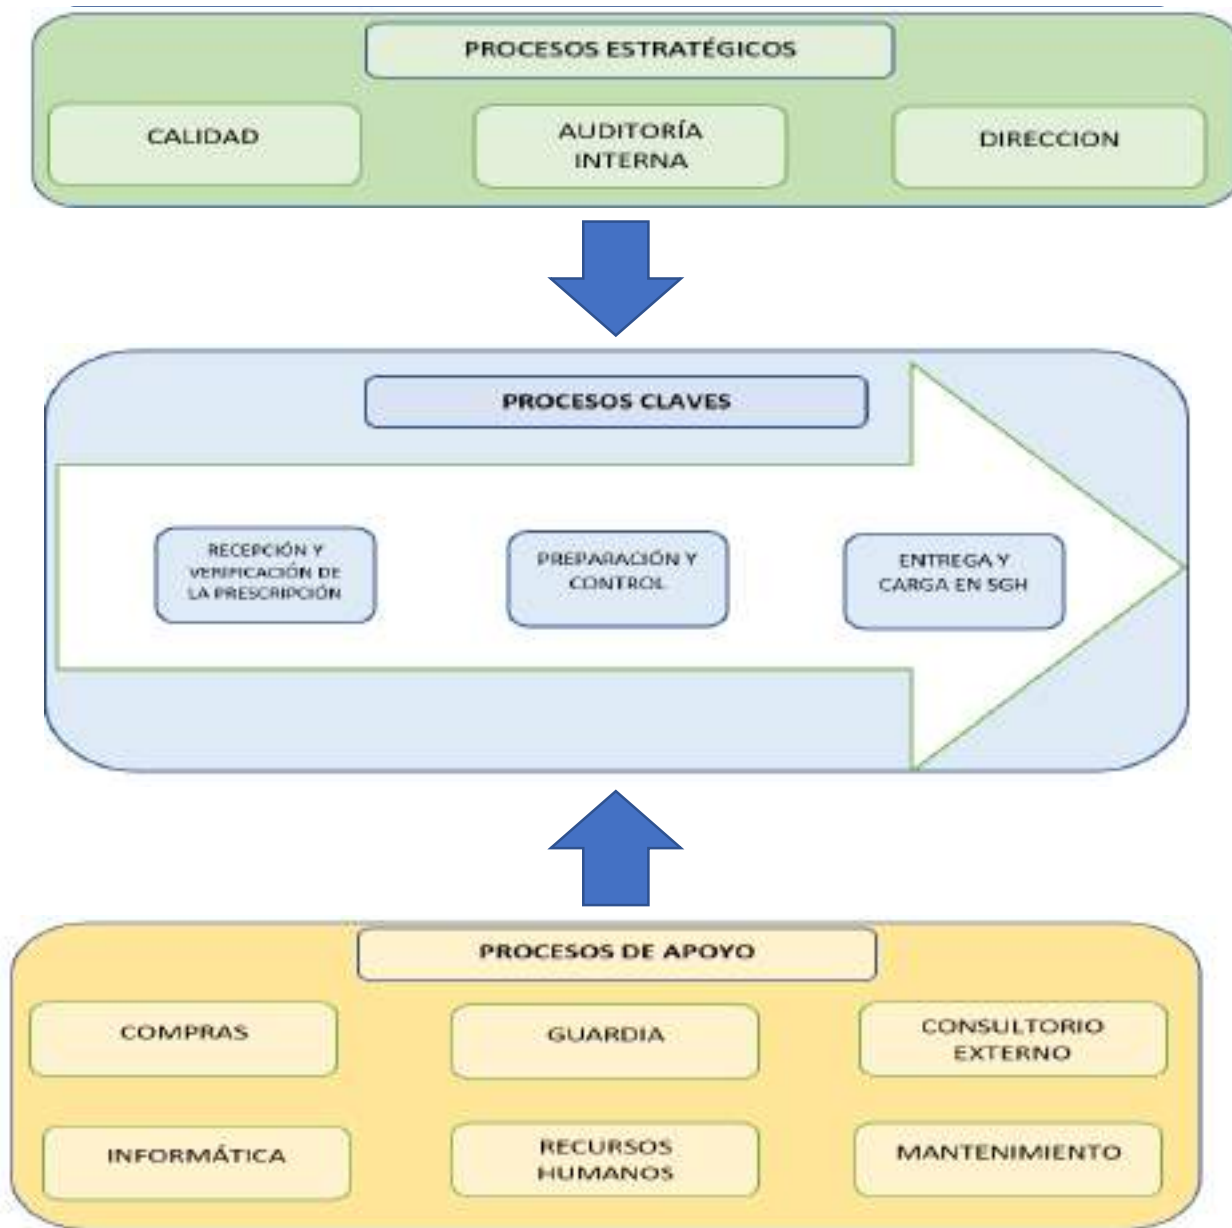 PROCESOS ESTRATÉGICOS
CALIDAD
AUDITORÍA
INTERNA
DIRECCION
PROCESOS CLAVES
RECEPCIÓN Y
VERIFICACIÓN DE
LA PRESCRIPCIÓN
PREPARACIÓN Y
CONTROL
ENTREGA Y
CARGA EN SGH
PROCESOS DE APOYO
COMPRAS
GUARDIA
CONSULTORIO
EXTERNO
INFORMÁTICA
RECURSOS
HUMANOS
MANTENIMIENTO